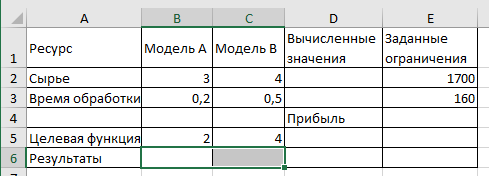 A B C D E
1 Ресурс Модель A Модель B Вычисленные значения Заданные ограничения
2 Сырье 3 4 1700
3 Время обработки 0,2 0,5 160
4 Прибыль
5 Целевая функция 2 4
6 Результаты